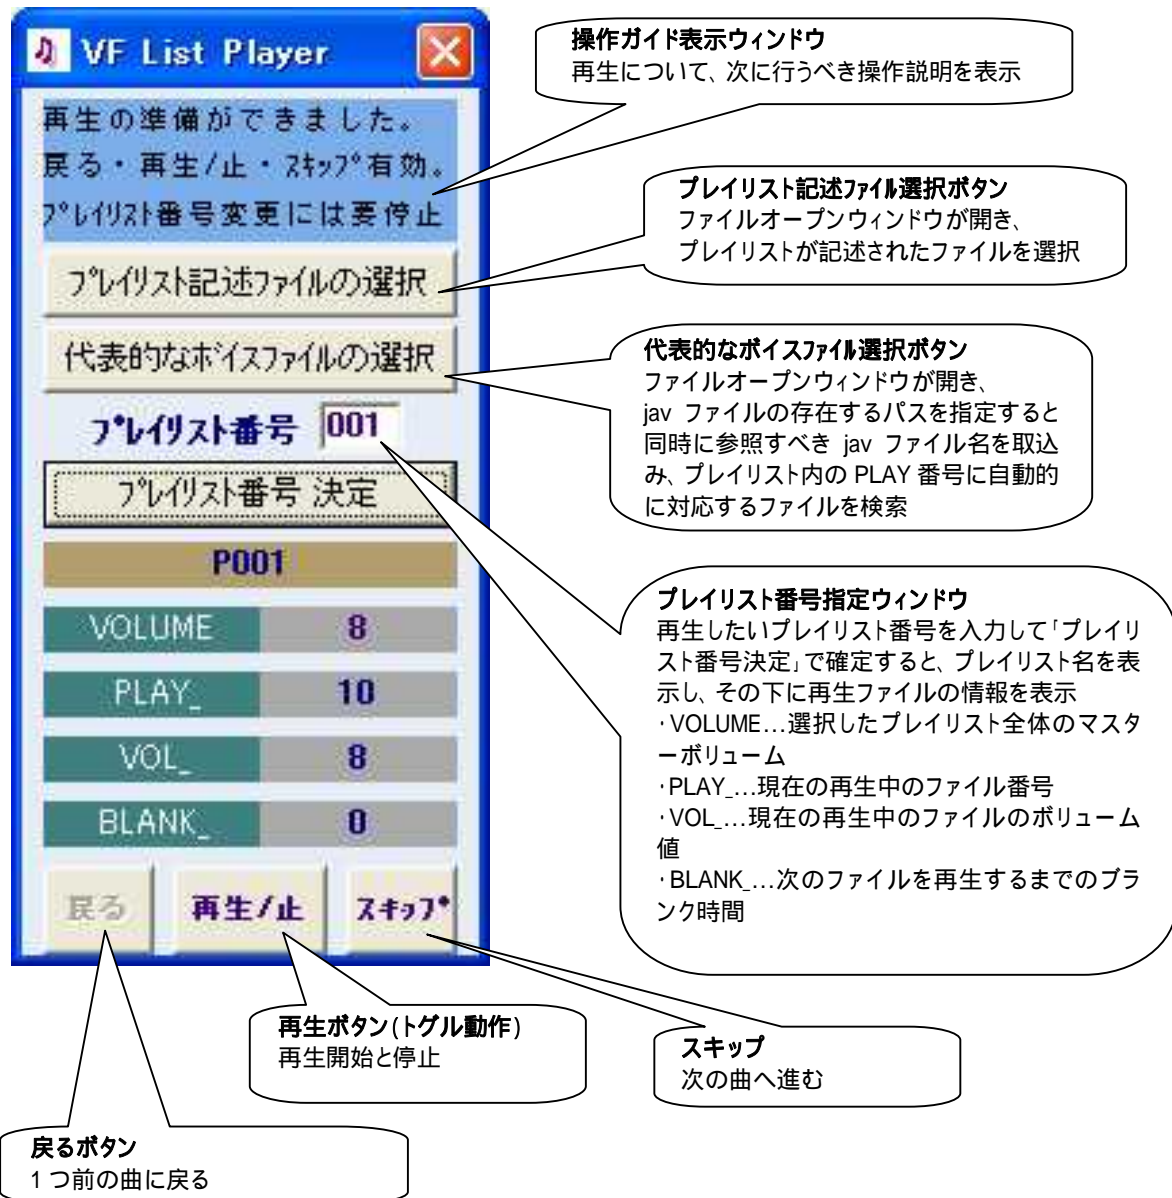 VF List Player
再生の準備ができました。
戻る・再生/止・ｽｷｯﾌﾟ有効。
ﾌﾟﾚｲﾘｽﾄ番号変更には要停止
ﾌﾟﾚｲﾘｽﾄ記述ﾌｧｲﾙの選択
代表的なﾎﾞｲｽﾌｧｲﾙの選択
ﾌﾟﾚｲﾘｽﾄ番号 001
ﾌﾟﾚｲﾘｽﾄ番号 決定
P001
VOLUME 8
PLAY_ 10
VOL_ 8
BLANK_ 0
戻る 再生/止 ｽｷｯﾌﾟ
操作ガイド表示ウィンドウ
再生について、次に行うべき操作説明を表示
プレイリスト記述ファイル選択ボタン
ファイルオープンウィンドウが開き、
プレイリストが記述されたファイルを選択
代表的なボイスファイル選択ボタン
ファイルオープンウィンドウが開き、
jav ファイルの存在するパスを指定すると
同時に参照すべき jav ファイル名を取込
み、プレイリスト内の PLAY 番号に自動的
に対応するファイルを検索
プレイリスト番号指定ウィンドウ
再生したいプレイリスト番号を入力して「プレイリ
スト番号決定」で確定すると、プレイリスト名を表
示し、その下に再生ファイルの情報を表示
・VOLUME…選択したプレイリスト全体のマスタ
ーボリューム
・PLAY_…現在の再生中のファイル番号
・VOL_…現在の再生中のファイルのボリューム
値
・BLANK_…次のファイルを再生するまでのブラ
ンク時間
再生ボタン(トグル動作)
再生開始と停止
スキップ
次の曲へ進む
戻るボタン
1 つ前の曲に戻る